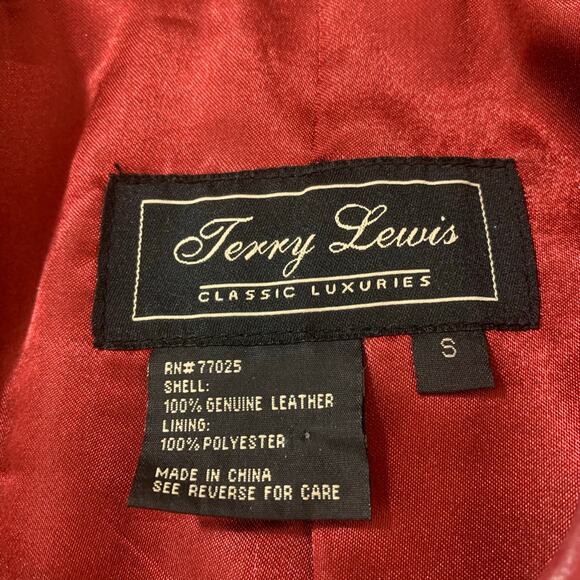 Terry Lewis
CLASSIC LUXURIES
S
RN# 77025
SHELL:
100% GENUINE LEATHER
LINING:
100% POLYESTER
MADE IN CHINA
SEE REVERSE FOR CARE